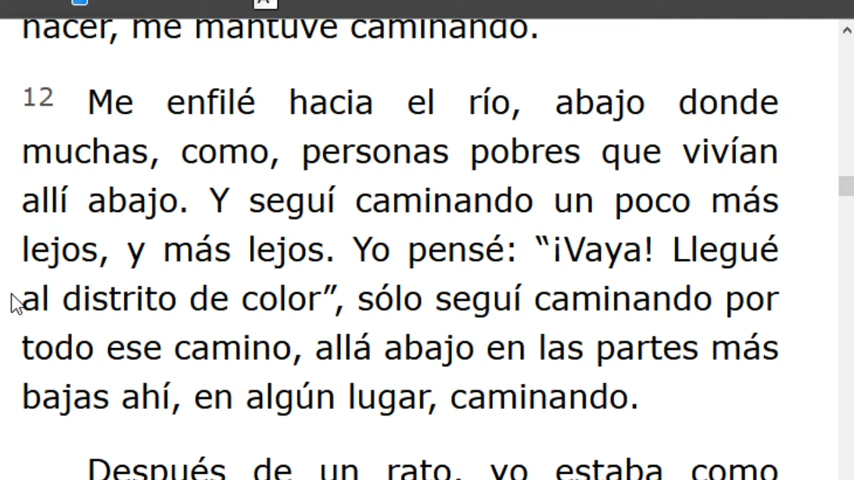 hacer, me mantuve caminando.
12 Me enfilé hacia el río, abajo donde
muchas, como, personas pobres que vivían
allí abajo. Y seguí caminando un poco más
lejos, y más lejos. Yo pensé: “¡Vaya! Llegué
al distrito de color”, sólo seguí caminando por
todo ese camino, allá abajo en las partes más
bajas ahí, en algún lugar, caminando.
Después de un rato, yo estaba como